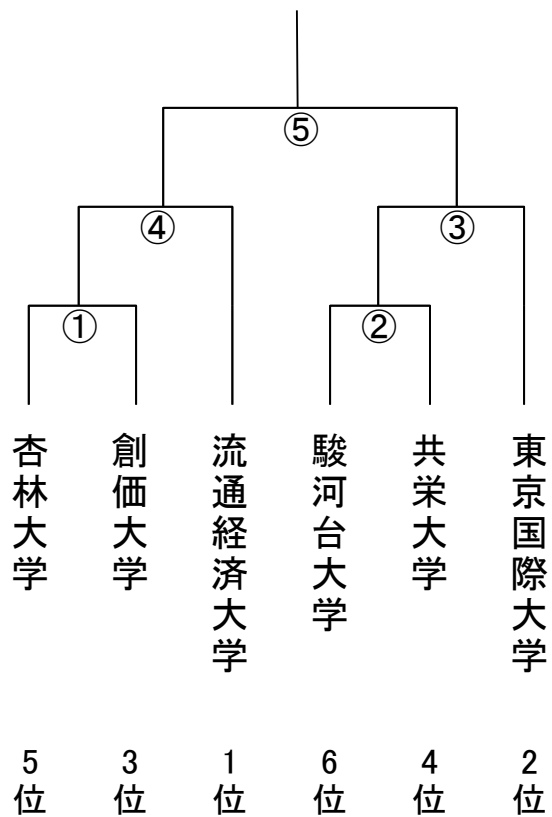 ⑤
④
③
①
②
杏林大学
創価大学
流通経済大学
駿河台大学
共栄大学
東京国際大学
5位
3位
1位
6位
4位
2位